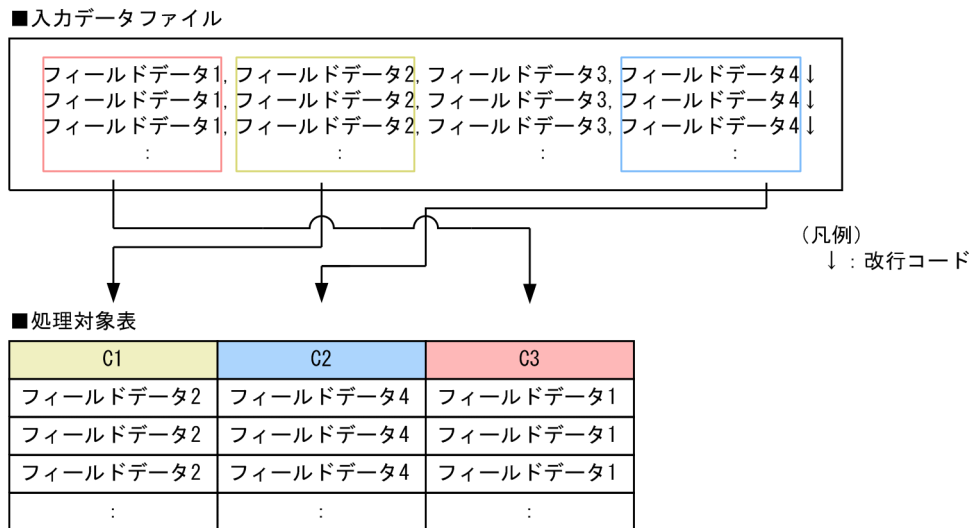 ■入力データファイル
フィールドデータ1, フィールドデータ2, フィールドデータ3, フィールドデータ4↓
フィールドデータ1, フィールドデータ2, フィールドデータ3, フィールドデータ4↓
フィールドデータ1, フィールドデータ2, フィールドデータ3, フィールドデータ4↓
: : : :
（凡例）
↓：改行コード
■処理対象表
C1 C2 C3
フィールドデータ2 フィールドデータ4 フィールドデータ1
フィールドデータ2 フィールドデータ4 フィールドデータ1
フィールドデータ2 フィールドデータ4 フィールドデータ1
: : :